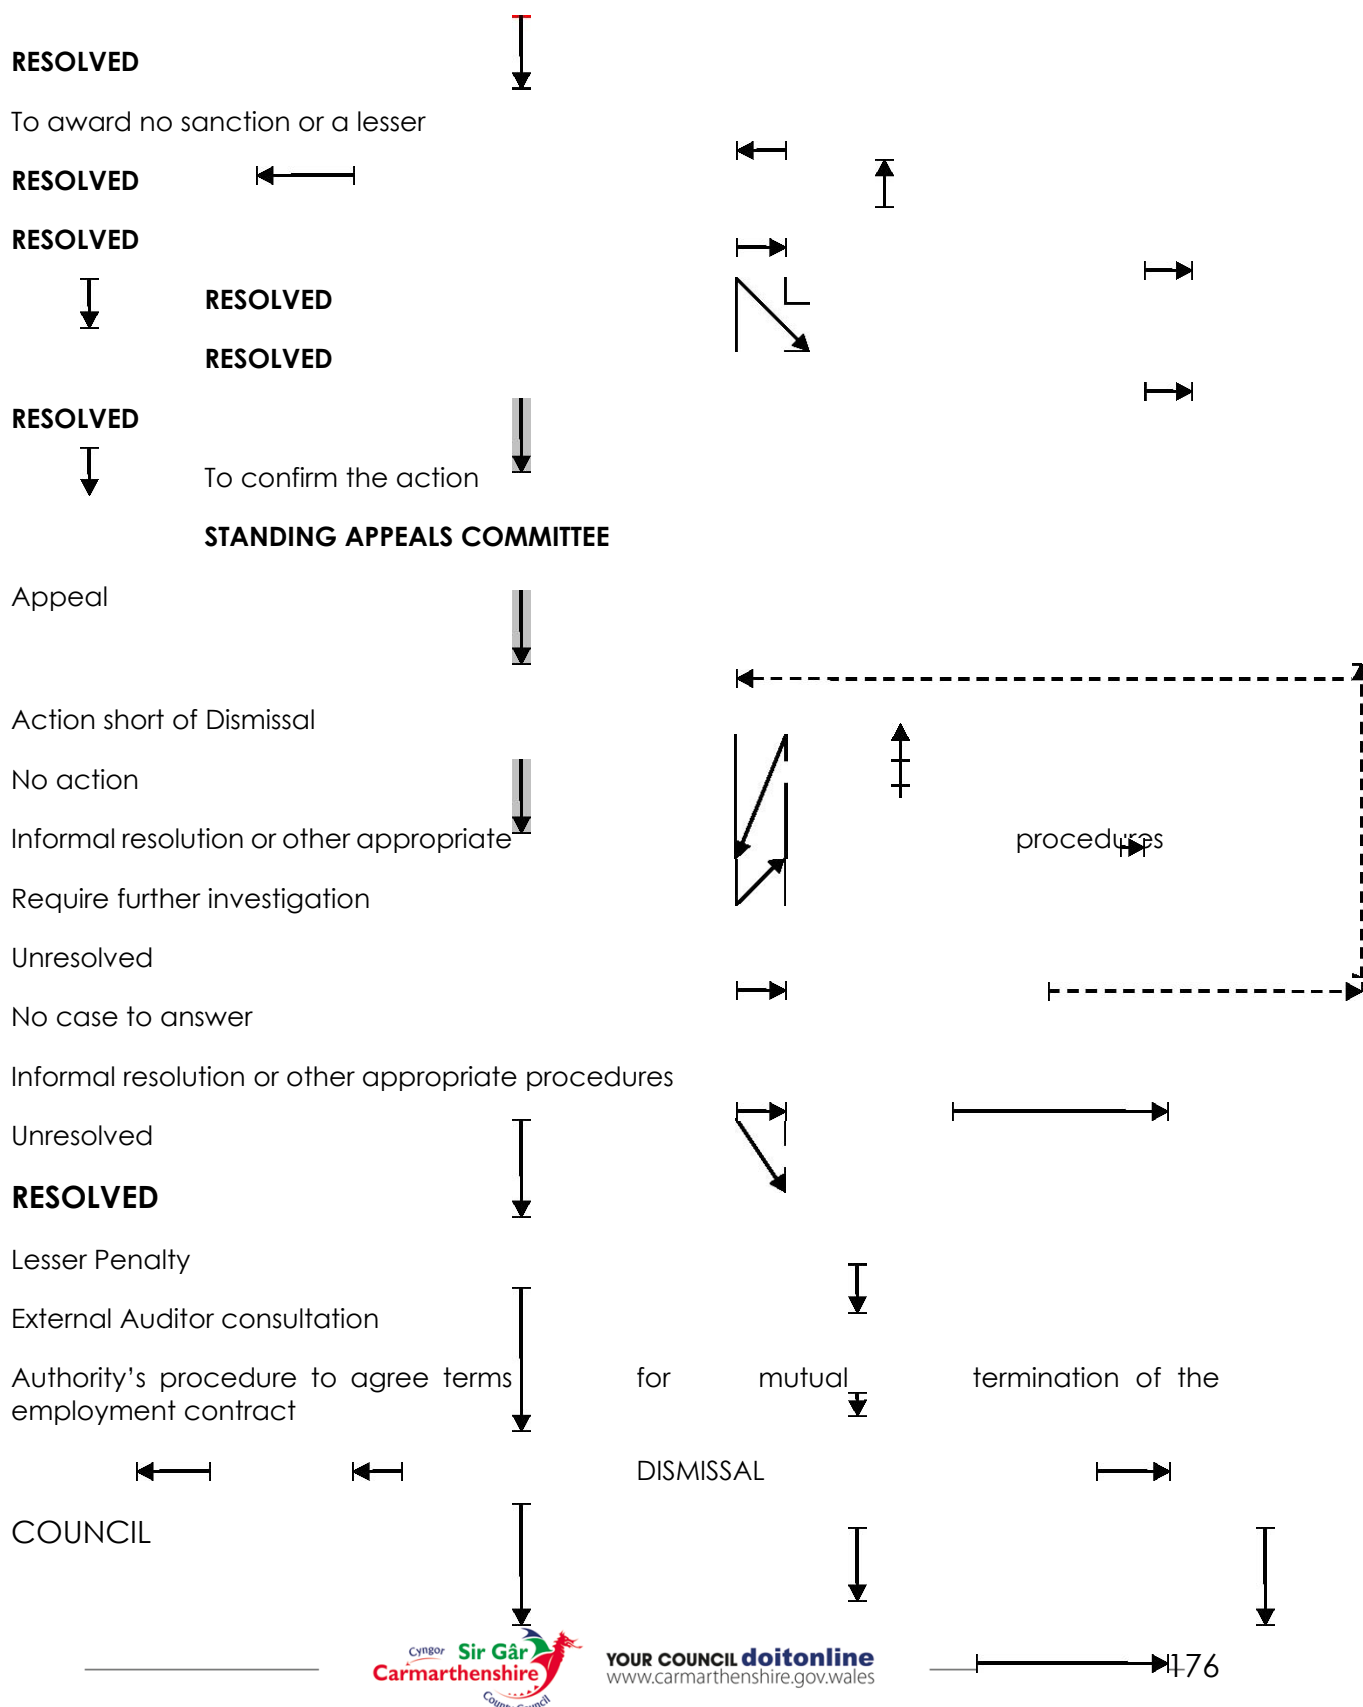 RESOLVED
To award no sanction or a lesser
RESOLVED
RESOLVED
RESOLVED
RESOLVED
RESOLVED
To confirm the action
STANDING APPEALS COMMITTEE
Appeal
Action short of Dismissal
No action
Informal resolution or other appropriate procedures
Require further investigation
Unresolved
No case to answer
Informal resolution or other appropriate procedures
Unresolved
RESOLVED
Lesser Penalty
External Auditor consultation
Authority’s procedure to agree terms for mutual termination of the
employment contract
DISMISSAL
COUNCIL
Cyngor Sir Gâr
Carmarthenshire
County Council
YOUR COUNCIL doitonline
www.carmarthenshire.gov.wales
176